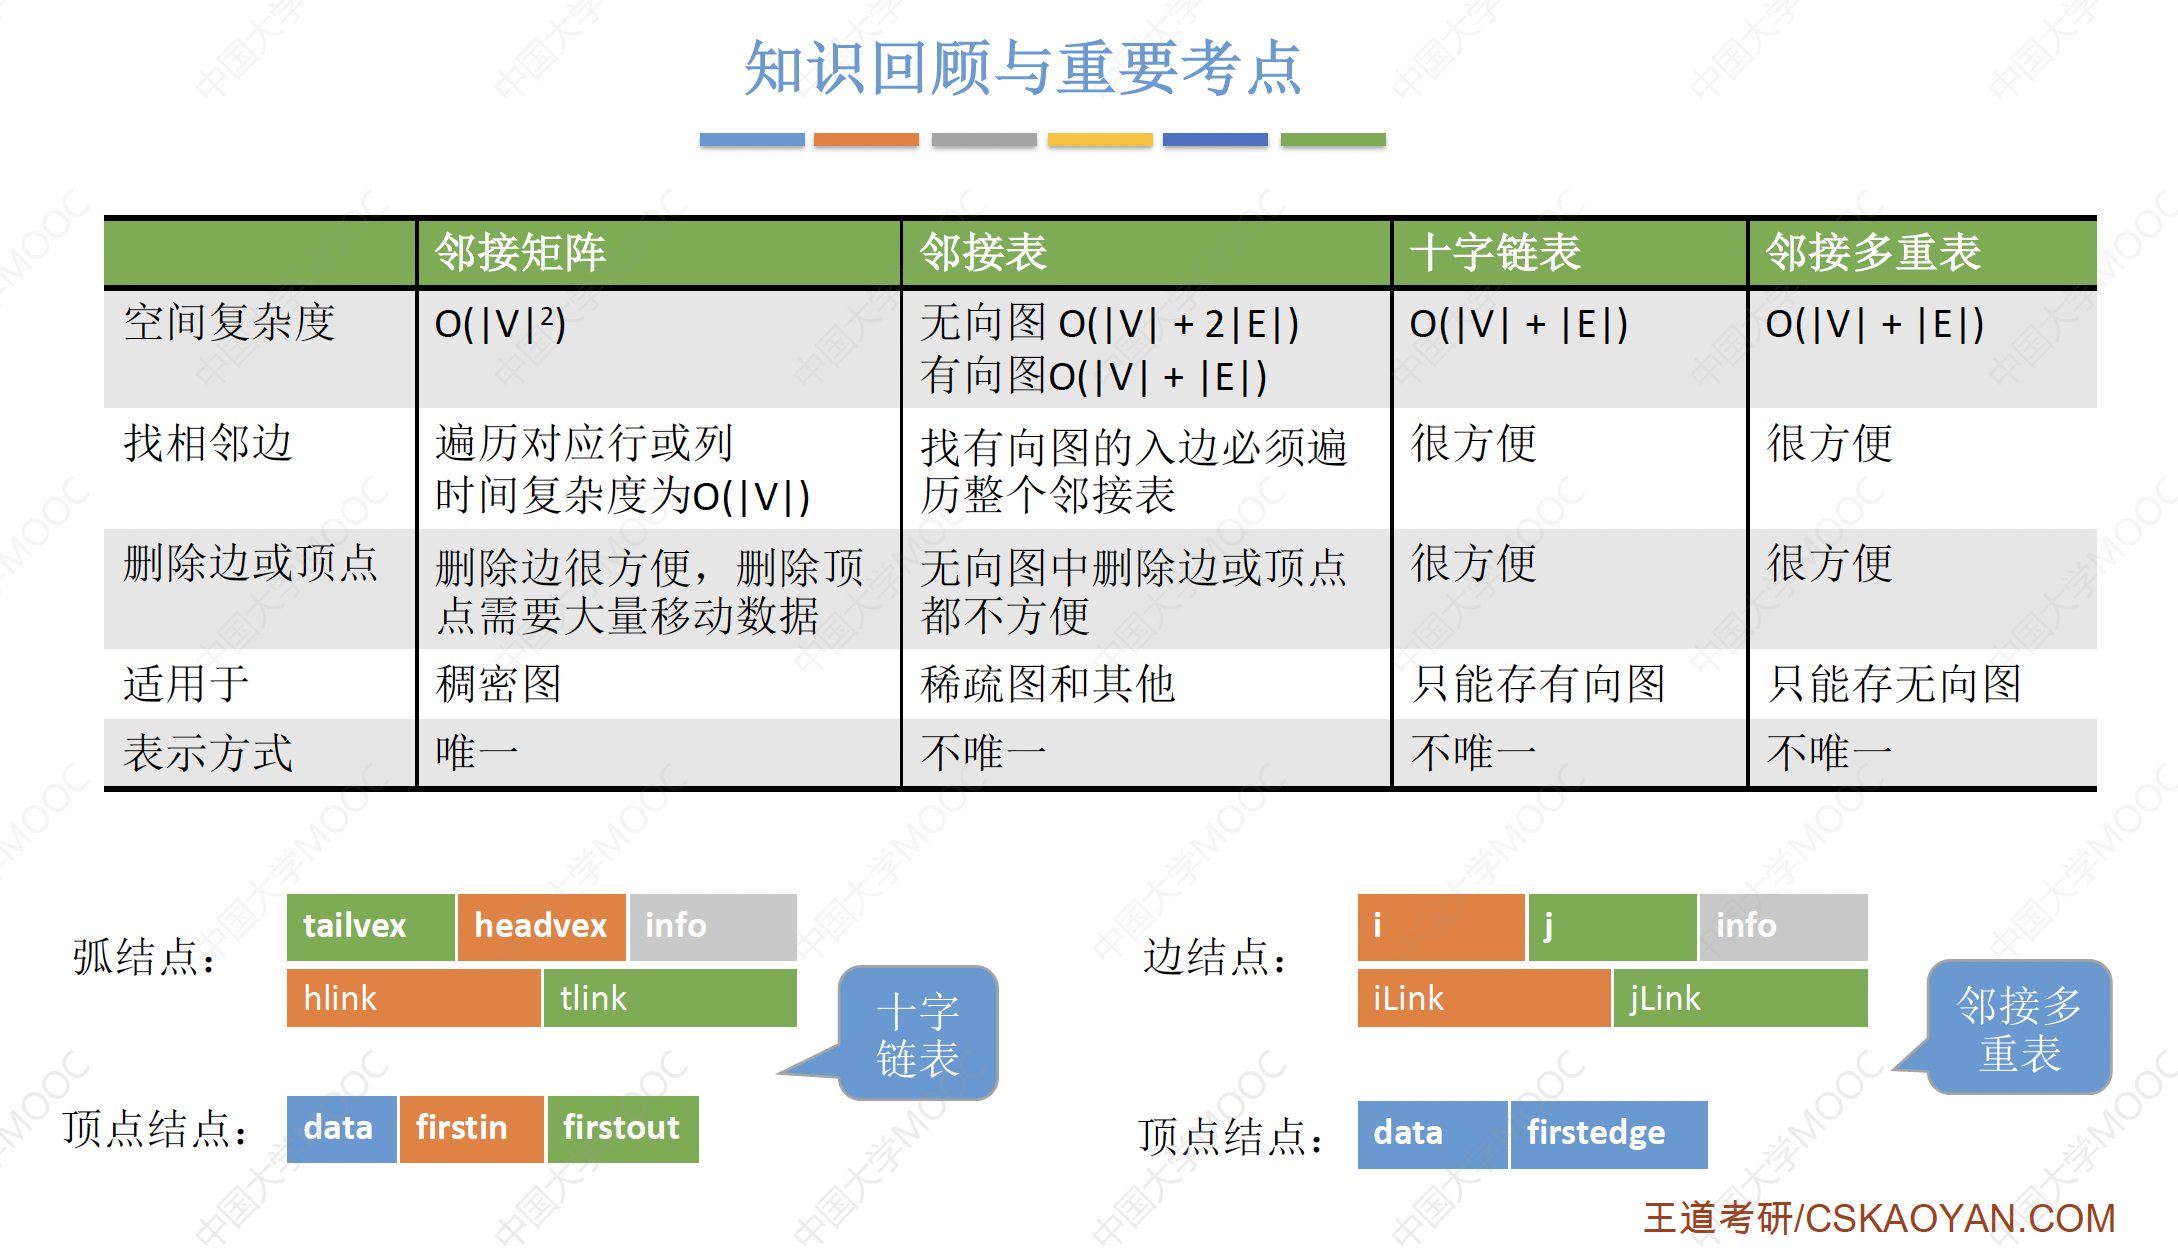 知识回顾与重要考点
邻接矩阵 邻接表 十字链表 邻接多重表
空间复杂度 O(|V|²) 无向图 O(|V| + 2|E|) O(|V| + |E|) O(|V| + |E|)
有向图O(|V| + |E|)
找相邻边 遍历对应行或列 找有向图的入边必须遍 很方便 很方便
时间复杂度为O(|V|) 历整个邻接表
删除边或顶点 删除边很方便，删除顶 无向图中删除边或顶点 很方便 很方便
点需要大量移动数据 都不方便
适用于 稠密图 稀疏图和其他 只能存有向图 只能存无向图
表示方式 唯一 不唯一 不唯一 不唯一
弧结点：
tailvex headvex info
hlink tlink
十字
链表
顶点结点：
data firstin firstout
边结点：
i j info
iLink jLink
邻接多
重表
顶点结点：
data firstedge
王道考研/CSKAOYAN.COM
中国大学MOOC